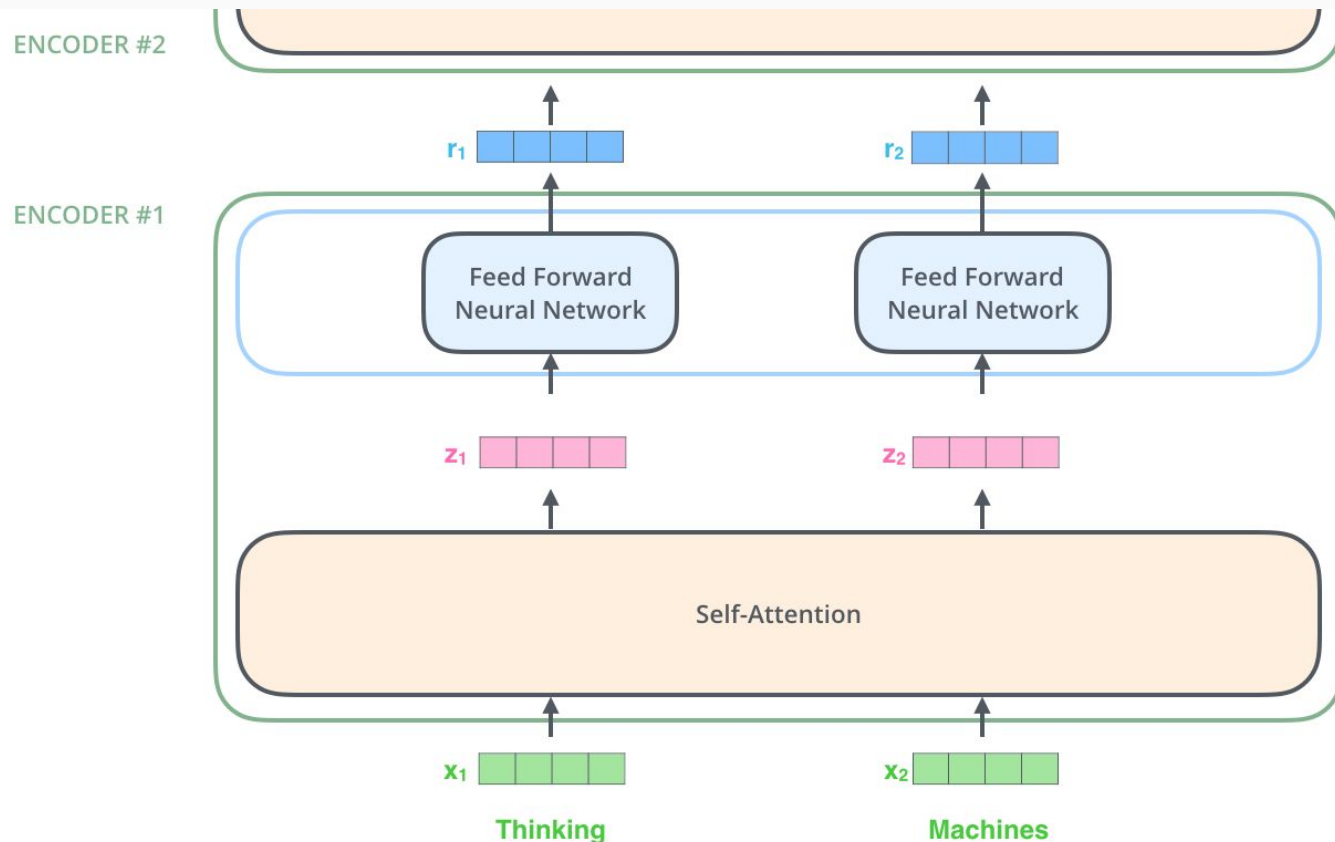 ENCODER #2
r₁
r₂
ENCODER #1
Feed Forward
Neural Network
Feed Forward
Neural Network
z₁
z₂
Self-Attention
x₁
x₂
Thinking
Machines